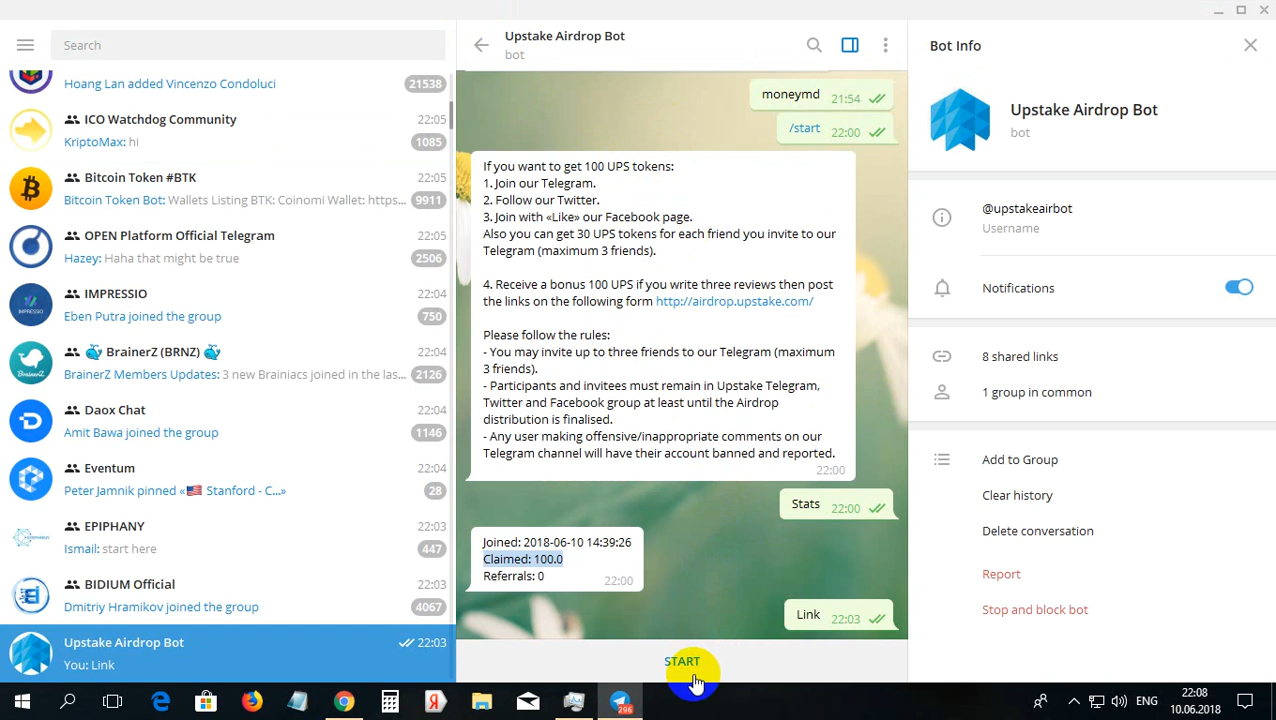 Search
Hoang Lan added Vincenzo Condoluci
21538
ICO Watchdog Community
22:05
KriptoMax: hi
1085
Bitcoin Token #BTK
22:05
Bitcoin Token Bot: Wallets Listing BTK: Coinomi Wallet: https...
9911
OPEN Platform Official Telegram
22:05
Hazey: Haha that might be true
2506
IMPRESSIO
22:04
Eben Putra joined the group
750
BrainerZ (BRNZ)
22:04
BrainerZ Members Updates: 3 new Brainiacs joined in the las...
2126
Daox Chat
22:04
Amit Bawa joined the group
1146
Eventum
22:04
Peter Jamnik pinned «🇺🇸 Stanford - C...»
28
EPIPHANY
22:03
Ismail: start here
447
BIDIUM Official
22:03
Dmitriy Hramikov joined the group
4067
Upstake Airdrop Bot
22:03
You: Link
Upstake Airdrop Bot
bot
moneymd 21:54
/start 22:00
If you want to get 100 UPS tokens:
1. Join our Telegram.
2. Follow our Twitter.
3. Join with «Like» our Facebook page.
Also you can get 30 UPS tokens for each friend you invite to our
Telegram (maximum 3 friends).
4. Receive a bonus 100 UPS if you write three reviews then post
the links on the following form http://airdrop.upstake.com/
Please follow the rules:
- You may invite up to three friends to our Telegram (maximum
3 friends).
- Participants and invitees must remain in Upstake Telegram,
Twitter and Facebook group at least until the Airdrop
distribution is finalised.
- Any user making offensive/inappropriate comments on our
Telegram channel will have their account banned and reported.
22:00
Stats 22:00
Joined: 2018-06-10 14:39:26
Claimed: 100.0
Referrals: 0 22:00
Link 22:03
START
Bot Info
Upstake Airdrop Bot
bot
@upstakeairbot
Username
Notifications
8 shared links
1 group in common
Add to Group
Clear history
Delete conversation
Report
Stop and block bot
296
ENG
22:08
10.06.2018